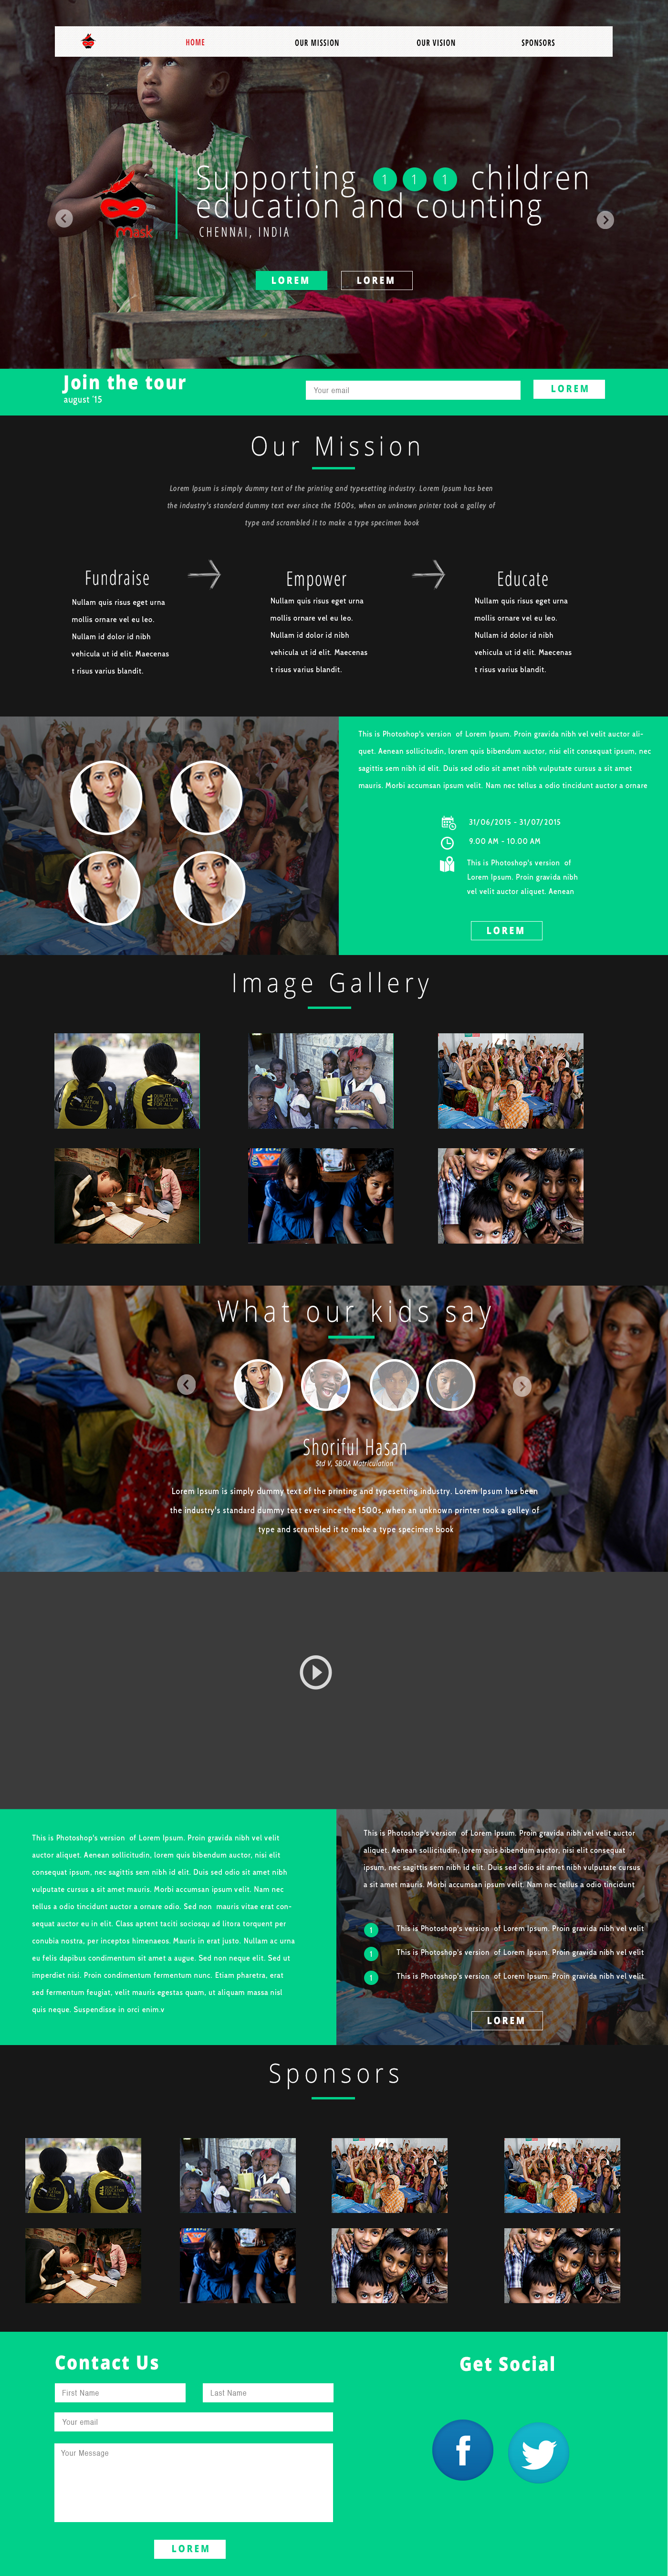 HOME
OUR MISSION
OUR VISION
SPONSORS
Supporting 1 1 1 children
education and counting
CHENNAI, INDIA
mask
LOREM
LOREM
Join the tour
august '15
Your email
LOREM
Our Mission
Lorem Ipsum is simply dummy text of the printing and typesetting industry. Lorem Ipsum has been
the industry's standard dummy text ever since the 1500s, when an unknown printer took a galley of
type and scrambled it to make a type specimen book
Fundraise
Nullam quis risus eget urna
mollis ornare vel eu leo.
Nullam id dolor id nibh
vehicula ut id elit. Maecenas
t risus varius blandit.
Empower
Nullam quis risus eget urna
mollis ornare vel eu leo.
Nullam id dolor id nibh
vehicula ut id elit. Maecenas
t risus varius blandit.
Educate
Nullam quis risus eget urna
mollis ornare vel eu leo.
Nullam id dolor id nibh
vehicula ut id elit. Maecenas
t risus varius blandit.
This is Photoshop's version of Lorem Ipsum. Proin gravida nibh vel velit auctor ali-
quet. Aenean sollicitudin, lorem quis bibendum auctor, nisi elit consequat ipsum, nec
sagittis sem nibh id elit. Duis sed odio sit amet nibh vulputate cursus a sit amet
mauris. Morbi accumsan ipsum velit. Nam nec tellus a odio tincidunt auctor a ornare
31/06/2015 - 31/07/2015
9.00 AM - 10.00 AM
This is Photoshop's version of
Lorem Ipsum. Proin gravida nibh
vel velit auctor aliquet. Aenean
LOREM
Image Gallery
ALL
QUALITY
EDUCATION
FOR ALL
What our kids say
Shoriful Hasan
Std V, SBOA Matriculation
Lorem Ipsum is simply dummy text of the printing and typesetting industry. Lorem Ipsum has been
the industry's standard dummy text ever since the 1500s, when an unknown printer took a galley of
type and scrambled it to make a type specimen book
This is Photoshop's version of Lorem Ipsum. Proin gravida nibh vel velit
auctor aliquet. Aenean sollicitudin, lorem quis bibendum auctor, nisi elit
consequat ipsum, nec sagittis sem nibh id elit. Duis sed odio sit amet nibh
vulputate cursus a sit amet mauris. Morbi accumsan ipsum velit. Nam nec
tellus a odio tincidunt auctor a ornare odio. Sed non mauris vitae erat con-
sequat auctor eu in elit. Class aptent taciti sociosqu ad litora torquent per
conubia nostra, per inceptos himenaeos. Mauris in erat justo. Nullam ac urna
eu felis dapibus condimentum sit amet a augue. Sed non neque elit. Sed ut
imperdiet nisi. Proin condimentum fermentum nunc. Etiam pharetra, erat
sed fermentum feugiat, velit mauris egestas quam, ut aliquam massa nisl
quis neque. Suspendisse in orci enim.v
This is Photoshop's version of Lorem Ipsum. Proin gravida nibh vel velit auctor
aliquet. Aenean sollicitudin, lorem quis bibendum auctor, nisi elit consequat
ipsum, nec sagittis sem nibh id elit. Duis sed odio sit amet nibh vulputate cursus
a sit amet mauris. Morbi accumsan ipsum velit. Nam nec tellus a odio tincidunt
1 This is Photoshop's version of Lorem Ipsum. Proin gravida nibh vel velit
1 This is Photoshop's version of Lorem Ipsum. Proin gravida nibh vel velit
1 This is Photoshop's version of Lorem Ipsum. Proin gravida nibh vel velit.
LOREM
Sponsors
Contact Us
First Name
Last Name
Your email
Your Message
LOREM
Get Social